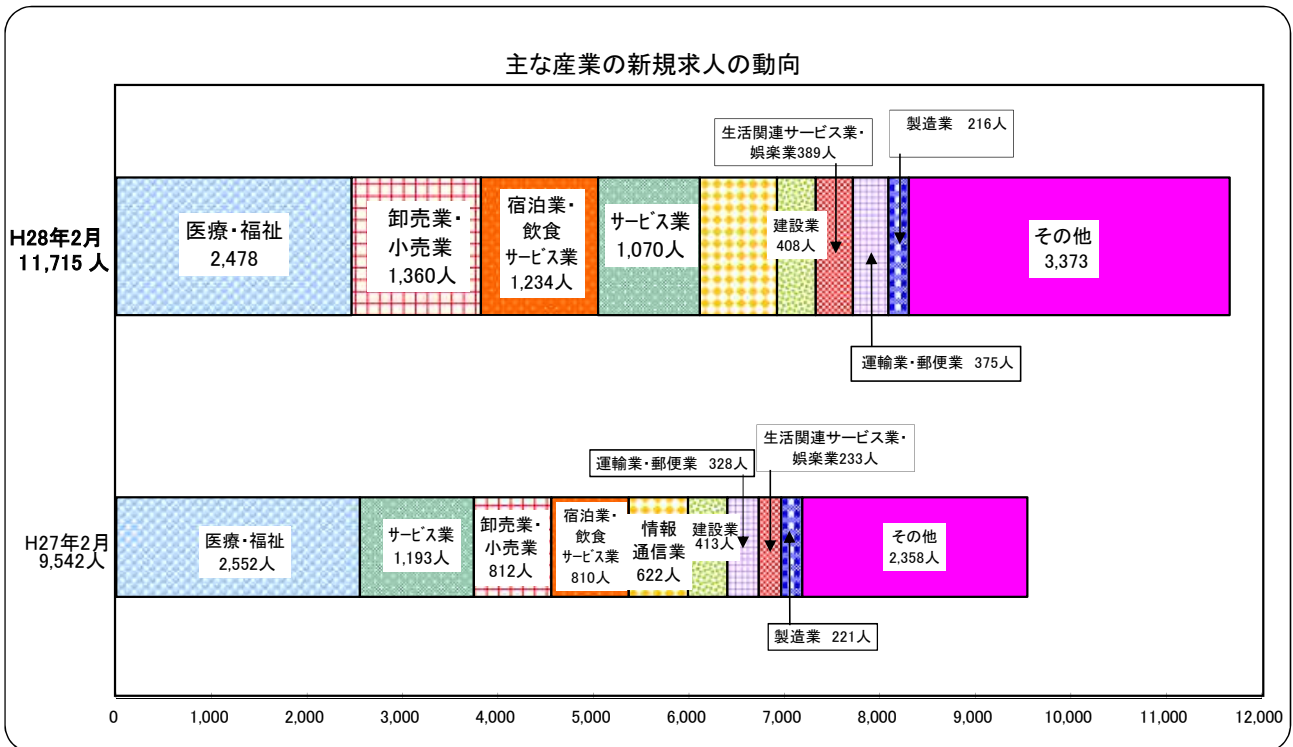 主な産業の新規求人の動向
H28年2月
11,715 人
医療・福祉
2,478
卸売業・
小売業
1,360人
宿泊業・
飲食
サービス業
1,234人
サービス業
1,070人
建設業
408人
生活関連サービス業・
娯楽業389人
製造業 216人
運輸業・郵便業 375人
その他
3,373
H27年2月
9,542人
医療・福祉
2,552人
サービス業
1,193人
卸売業・
小売業
812人
宿泊業・
飲食
サービス業
810人
情報
通信業
622人
建設業
413人
運輸業・郵便業 328人
生活関連サービス業・
娯楽業233人
製造業 221人
その他
2,358人
0 1,000 2,000 3,000 4,000 5,000 6,000 7,000 8,000 9,000 10,000 11,000 12,000